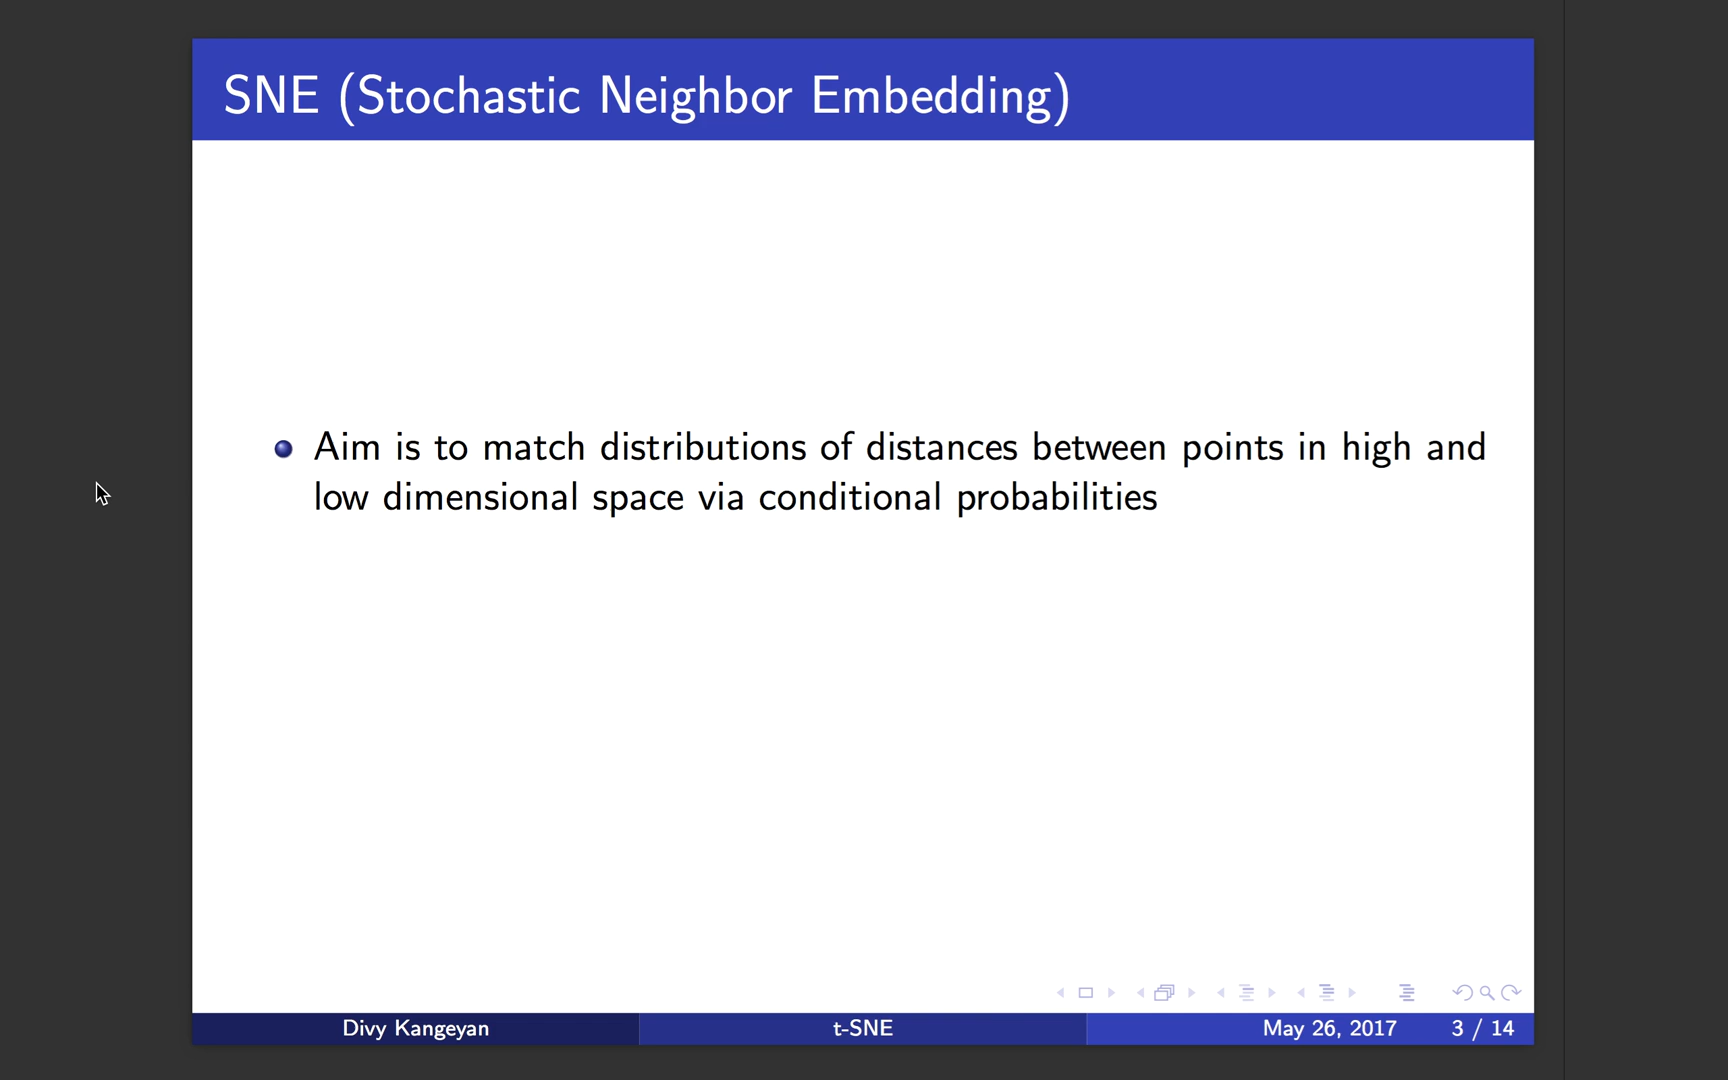 SNE (Stochastic Neighbor Embedding)
Aim is to match distributions of distances between points in high and
low dimensional space via conditional probabilities
Divy Kangeyan t-SNE May 26, 2017 3 / 14